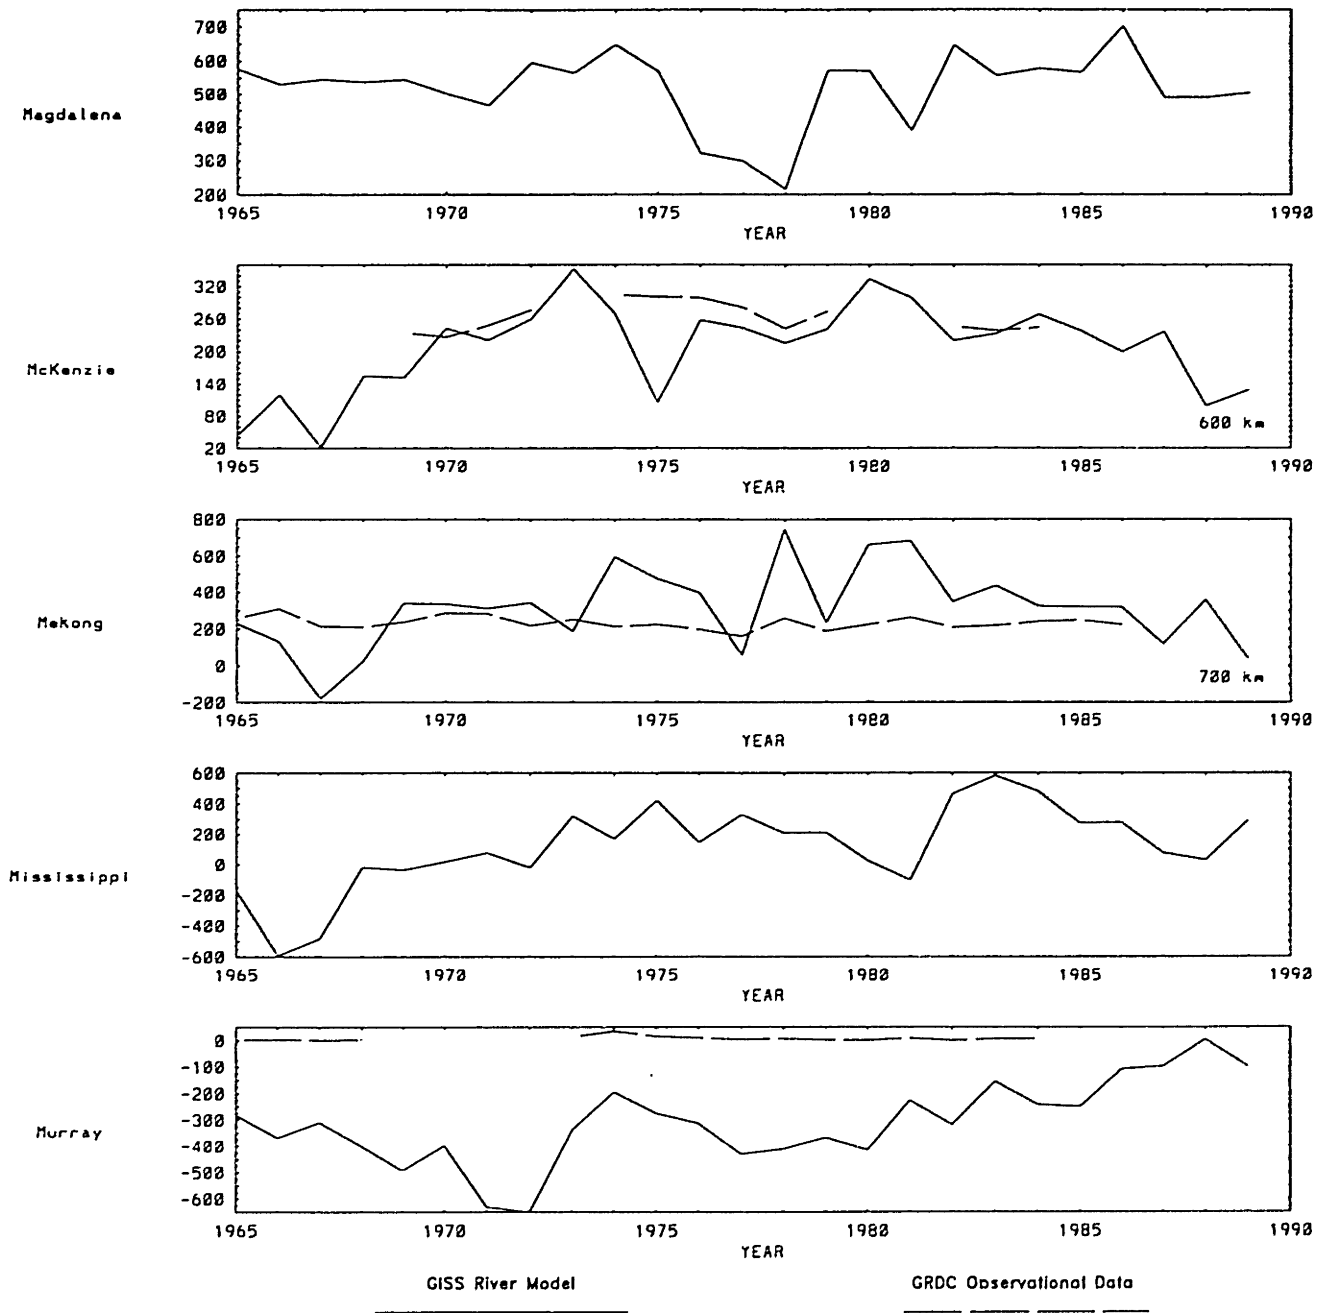 700
600
500
400
300
200
Magdalena
1965 1970 1975 1980 1985 1990
YEAR
320
260
200
140
80
20
McKenzie
600 km
1965 1970 1975 1980 1985 1990
YEAR
800
600
400
200
0
-200
Mekong
700 km
1965 1970 1975 1980 1985 1990
YEAR
600
400
200
0
-200
-400
-600
Mississippi
1965 1970 1975 1980 1985 1990
YEAR
0
-100
-200
-300
-400
-500
-600
Murray
1965 1970 1975 1980 1985 1990
YEAR
GISS River Model GRDC Observational Data